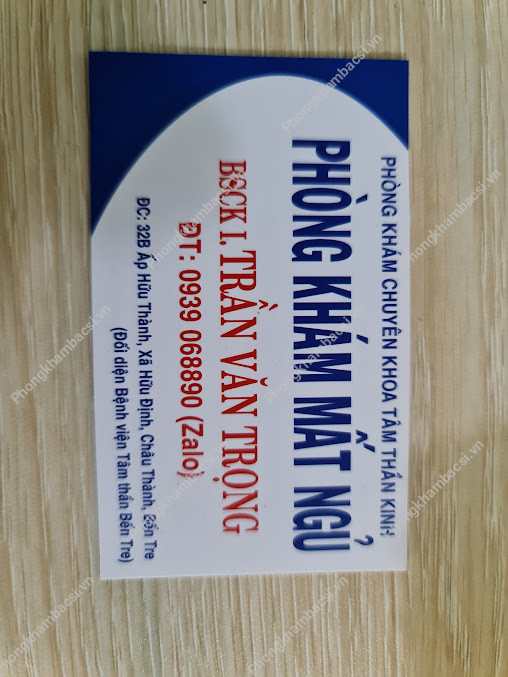 PHÒNG KHÁM CHUYÊN KHOA TÂM THẦN KINH
PHÒNG KHÁM MẤT NGỦ
BSCK I. TRẦN VĂN TRỌNG
ĐT: 0939 068890 (Zalo)
ĐC: 32B Ấp Hữu Thành, Xã Hữu Định, Châu Thành, Bến Tre
(Đối diện Bệnh viện Tâm thần Bến Tre)
Phongkhambacsi.vn